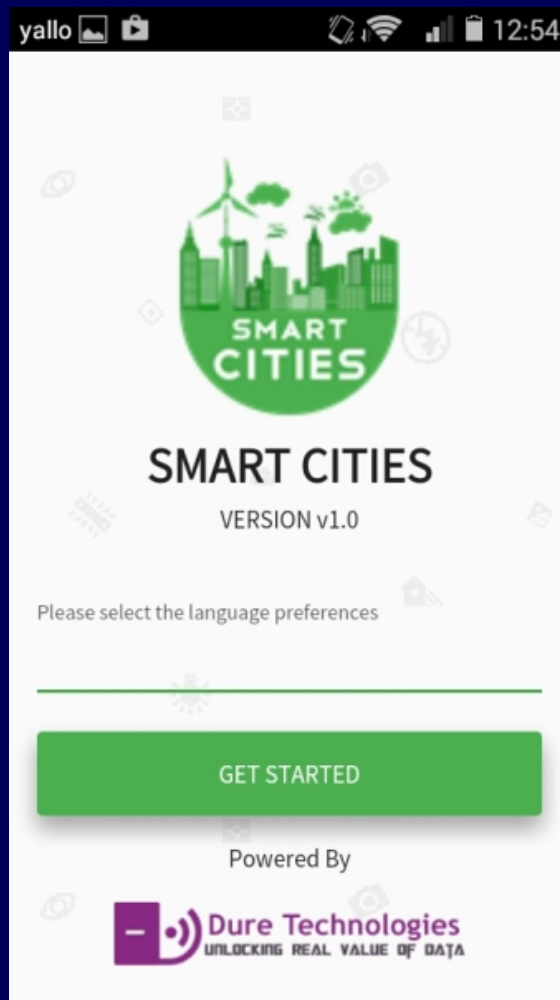 yallo 12:54
SMART
CITIES
SMART CITIES
VERSION v1.0
Please select the language preferences
GET STARTED
Powered By
Dure Technologies
UNLOCKING REAL VALUE OF DATA